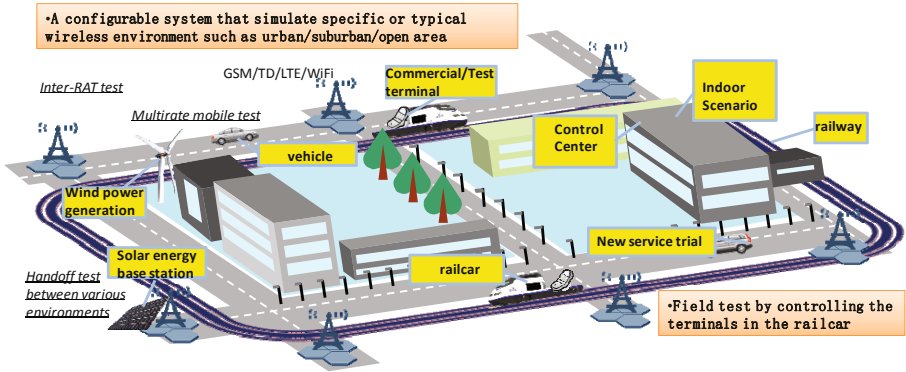 •A configurable system that simulate specific or typical
wireless environment such as urban/suburban/open area
Inter-RAT test
GSM/TD/LTE/WiFi
Commercial/Test
terminal
Indoor
Scenario
Multirate mobile test
Control
Center
railway
vehicle
Wind power
generation
Solar energy
base station
New service trial
railcar
Handoff test
between various
environments
•Field test by controlling the
terminals in the railcar